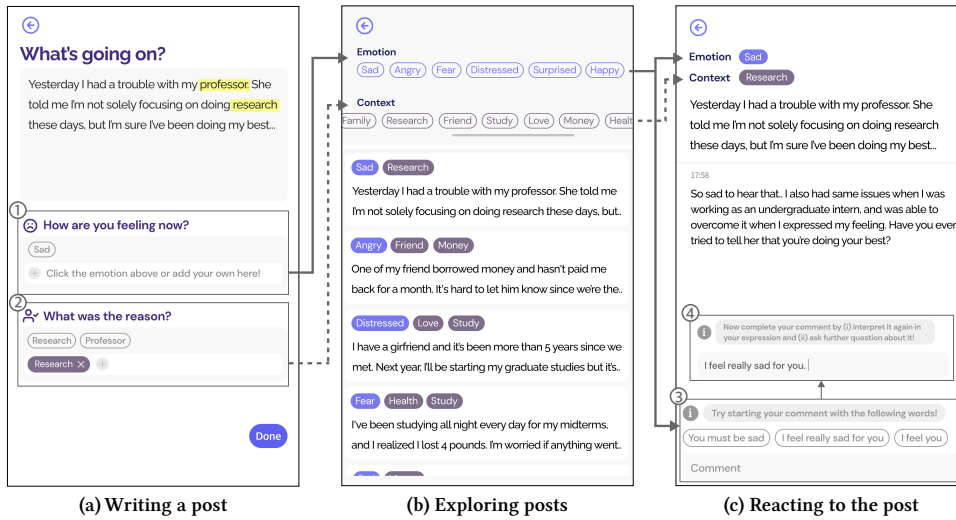 What's going on?
Yesterday I had a trouble with my professor. She
told me I'm not solely focusing on doing research
these days, but I'm sure I've been doing my best...
1
How are you feeling now?
Sad
+ Click the emotion above or add your own here!
2
What was the reason?
Research Professor
Research × +
Done
(a) Writing a post
Emotion
Sad Angry Fear Distressed Surprised Happy
Context
Family Research Friend Study Love Money Healt
Sad Research
Yesterday I had a trouble with my professor. She told me
I'm not solely focusing on doing research these days, but..
Angry Friend Money
One of my friend borrowed money and hasn't paid me
back for a month. It's hard to let him know since we're the..
Distressed Love Study
I have a girlfriend and it's been more than 5 years since we
met. Next year, I'll be starting my graduate studies but it's..
Fear Health Study
I've been studying all night every day for my midterms,
and I realized I lost 4 pounds. I'm worried if anything went..
(b) Exploring posts
Emotion Sad
Context Research
Yesterday I had a trouble with my professor. She
told me I'm not solely focusing on doing research
these days, but I'm sure I've been doing my best...
17:58
So sad to hear that.. I also had same issues when I was
working as an undergraduate intern, and was able to
overcome it when I expressed my feeling. Have you ever
tried to tell her that you're doing your best?
4
i Now complete your comment by (i) interpret it again in
your expression and (ii) ask further question about it!
I feel really sad for you.
3
i Try starting your comment with the following words!
You must be sad I feel really sad for you I feel you
Comment
(c) Reacting to the post